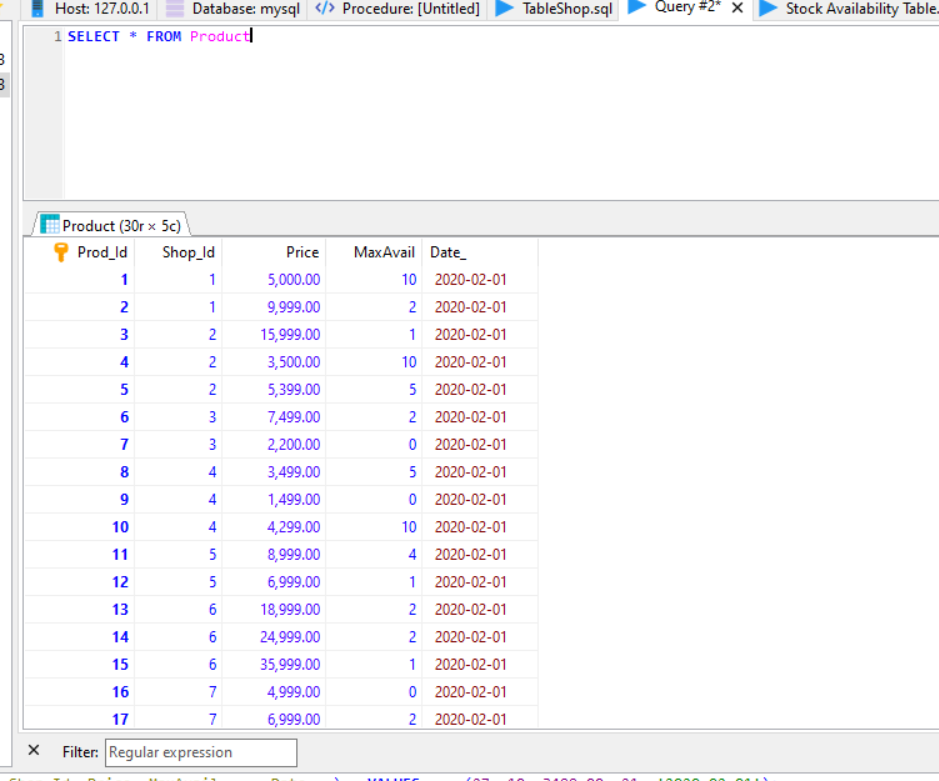 Host: 127.0.0.1 Database: mysql </> Procedure: [Untitled] TableShop.sql Query #2* × Stock Availability Table.
1 SELECT * FROM Product
Product (30r × 5c)
Prod_Id Shop_Id Price MaxAvail Date_
1 1 5,000.00 10 2020-02-01
2 1 9,999.00 2 2020-02-01
3 2 15,999.00 1 2020-02-01
4 2 3,500.00 10 2020-02-01
5 2 5,399.00 5 2020-02-01
6 3 7,499.00 2 2020-02-01
7 3 2,200.00 0 2020-02-01
8 4 3,499.00 5 2020-02-01
9 4 1,499.00 0 2020-02-01
10 4 4,299.00 10 2020-02-01
11 5 8,999.00 4 2020-02-01
12 5 6,999.00 1 2020-02-01
13 6 18,999.00 2 2020-02-01
14 6 24,999.00 2 2020-02-01
15 6 35,999.00 1 2020-02-01
16 7 4,999.00 0 2020-02-01
17 7 6,999.00 2 2020-02-01
× Filter: Regular expression
VALUES